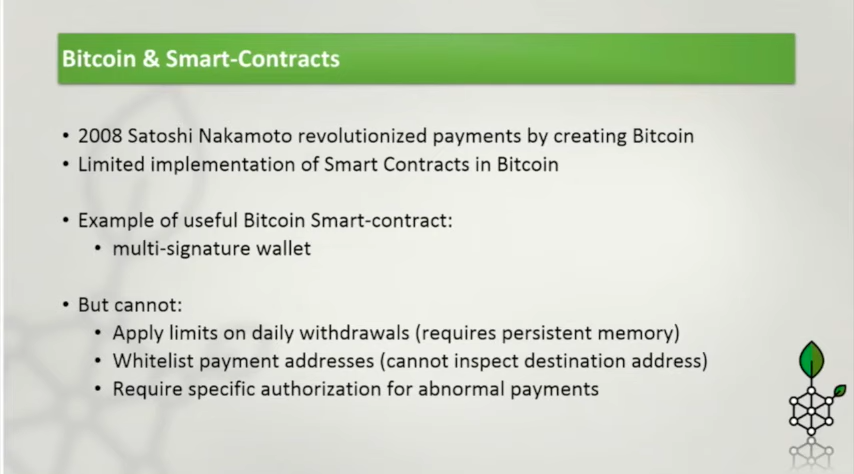 Bitcoin & Smart-Contracts
• 2008 Satoshi Nakamoto revolutionized payments by creating Bitcoin
• Limited implementation of Smart Contracts in Bitcoin
• Example of useful Bitcoin Smart-contract:
• multi-signature wallet
• But cannot:
• Apply limits on daily withdrawals (requires persistent memory)
• Whitelist payment addresses (cannot inspect destination address)
• Require specific authorization for abnormal payments